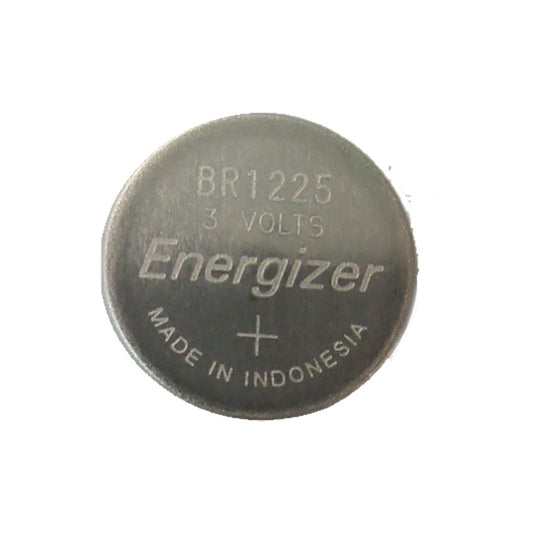 BR1225
3 VOLTS
Energizer
+
MADE IN INDONESIA